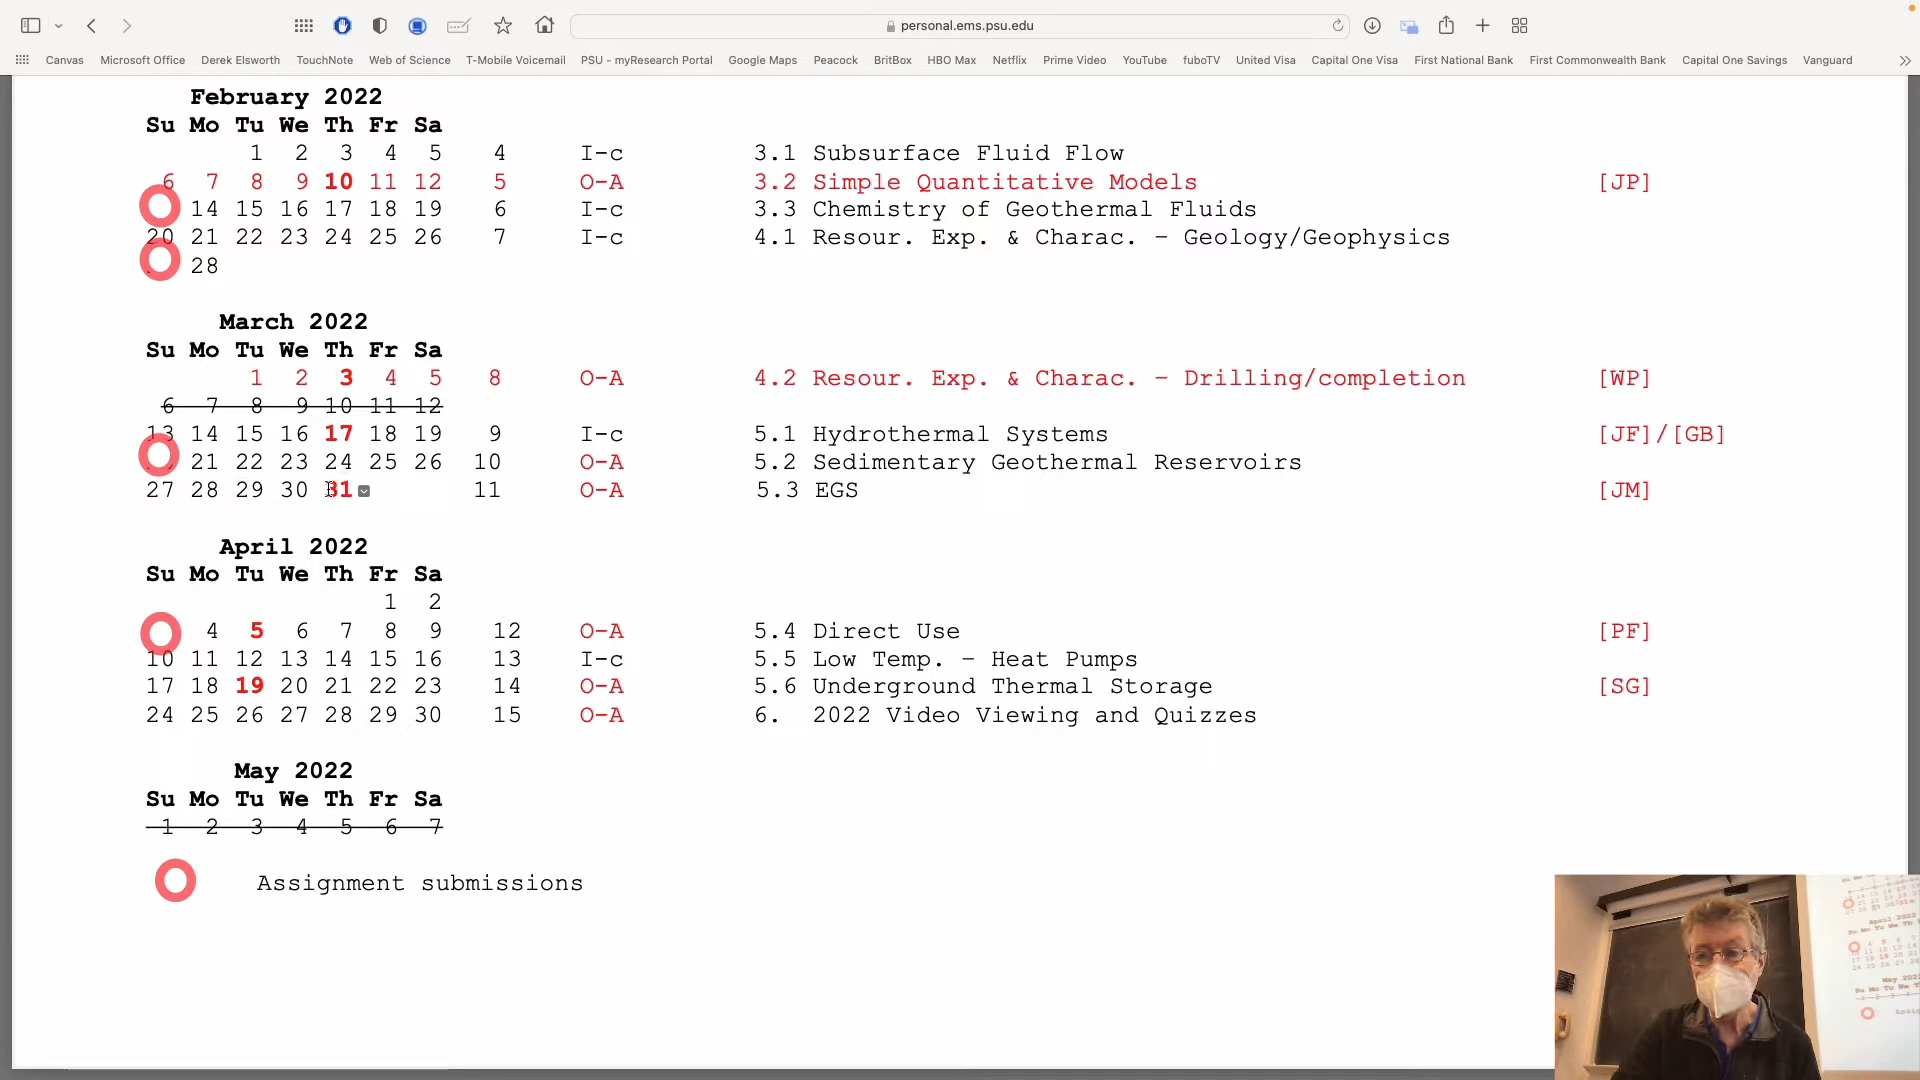 personal.ems.psu.edu
Canvas Microsoft Office Derek Elsworth TouchNote Web of Science T-Mobile Voicemail PSU - myResearch Portal Google Maps Peacock BritBox HBO Max Netflix Prime Video YouTube fuboTV United Visa Capital One Visa First National Bank First Commonwealth Bank Capital One Savings Vanguard
February 2022
Su Mo Tu We Th Fr Sa
1 2 3 4 5 4 I-c 3.1 Subsurface Fluid Flow
6 7 8 9 10 11 12 5 O-A 3.2 Simple Quantitative Models [JP]
14 15 16 17 18 19 6 I-c 3.3 Chemistry of Geothermal Fluids
20 21 22 23 24 25 26 7 I-c 4.1 Resour. Exp. & Charac. - Geology/Geophysics
28
March 2022
Su Mo Tu We Th Fr Sa
1 2 3 4 5 8 O-A 4.2 Resour. Exp. & Charac. - Drilling/completion [WP]
6 7 8 9 10 11 12
13 14 15 16 17 18 19 9 I-c 5.1 Hydrothermal Systems [JF]/[GB]
21 22 23 24 25 26 10 O-A 5.2 Sedimentary Geothermal Reservoirs
27 28 29 30 31 11 O-A 5.3 EGS [JM]
April 2022
Su Mo Tu We Th Fr Sa
1 2
4 5 6 7 8 9 12 O-A 5.4 Direct Use [PF]
10 11 12 13 14 15 16 13 I-c 5.5 Low Temp. - Heat Pumps
17 18 19 20 21 22 23 14 O-A 5.6 Underground Thermal Storage [SG]
24 25 26 27 28 29 30 15 O-A 6. 2022 Video Viewing and Quizzes
May 2022
Su Mo Tu We Th Fr Sa
1 2 3 4 5 6 7
Assignment submissions